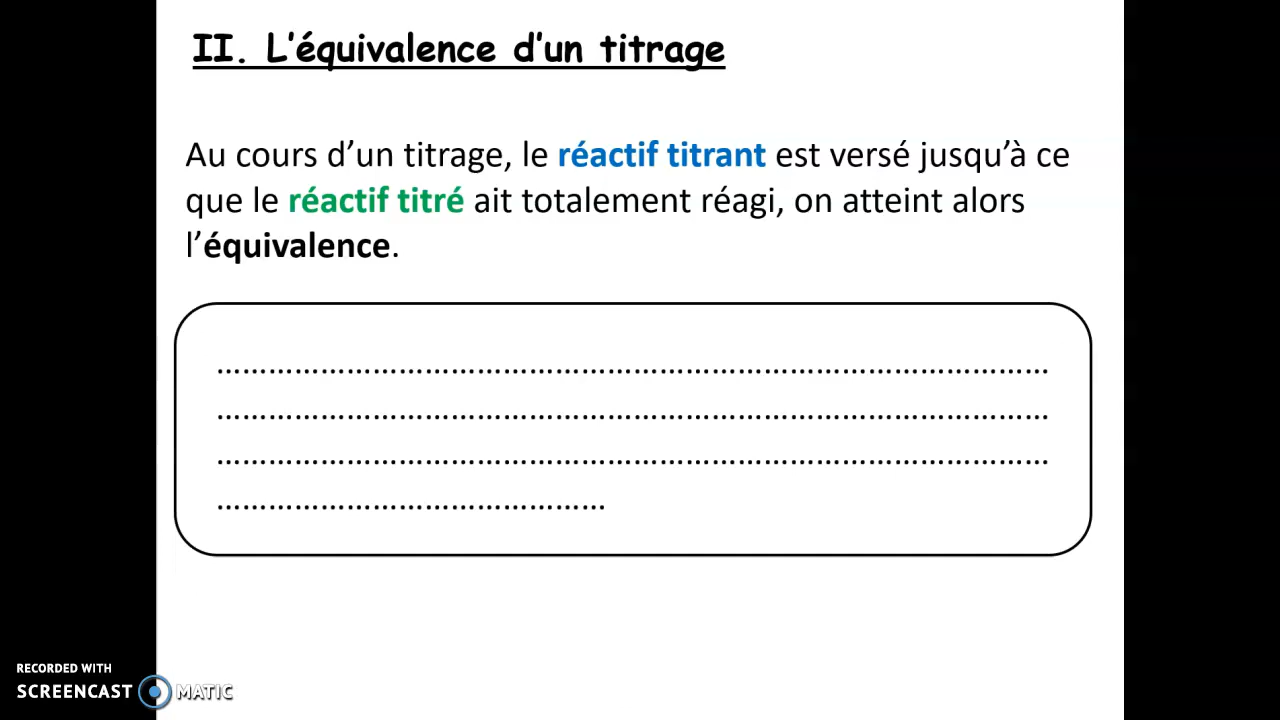 II. L'équivalence d'un titrage
Au cours d'un titrage, le réactif titrant est versé jusqu'à ce
que le réactif titré ait totalement réagi, on atteint alors
l'équivalence.
………………………………………………………………………………………
………………………………………………………………………………………
………………………………………………………………………………………
………………………………………
RECORDED WITH
SCREENCAST MATIC